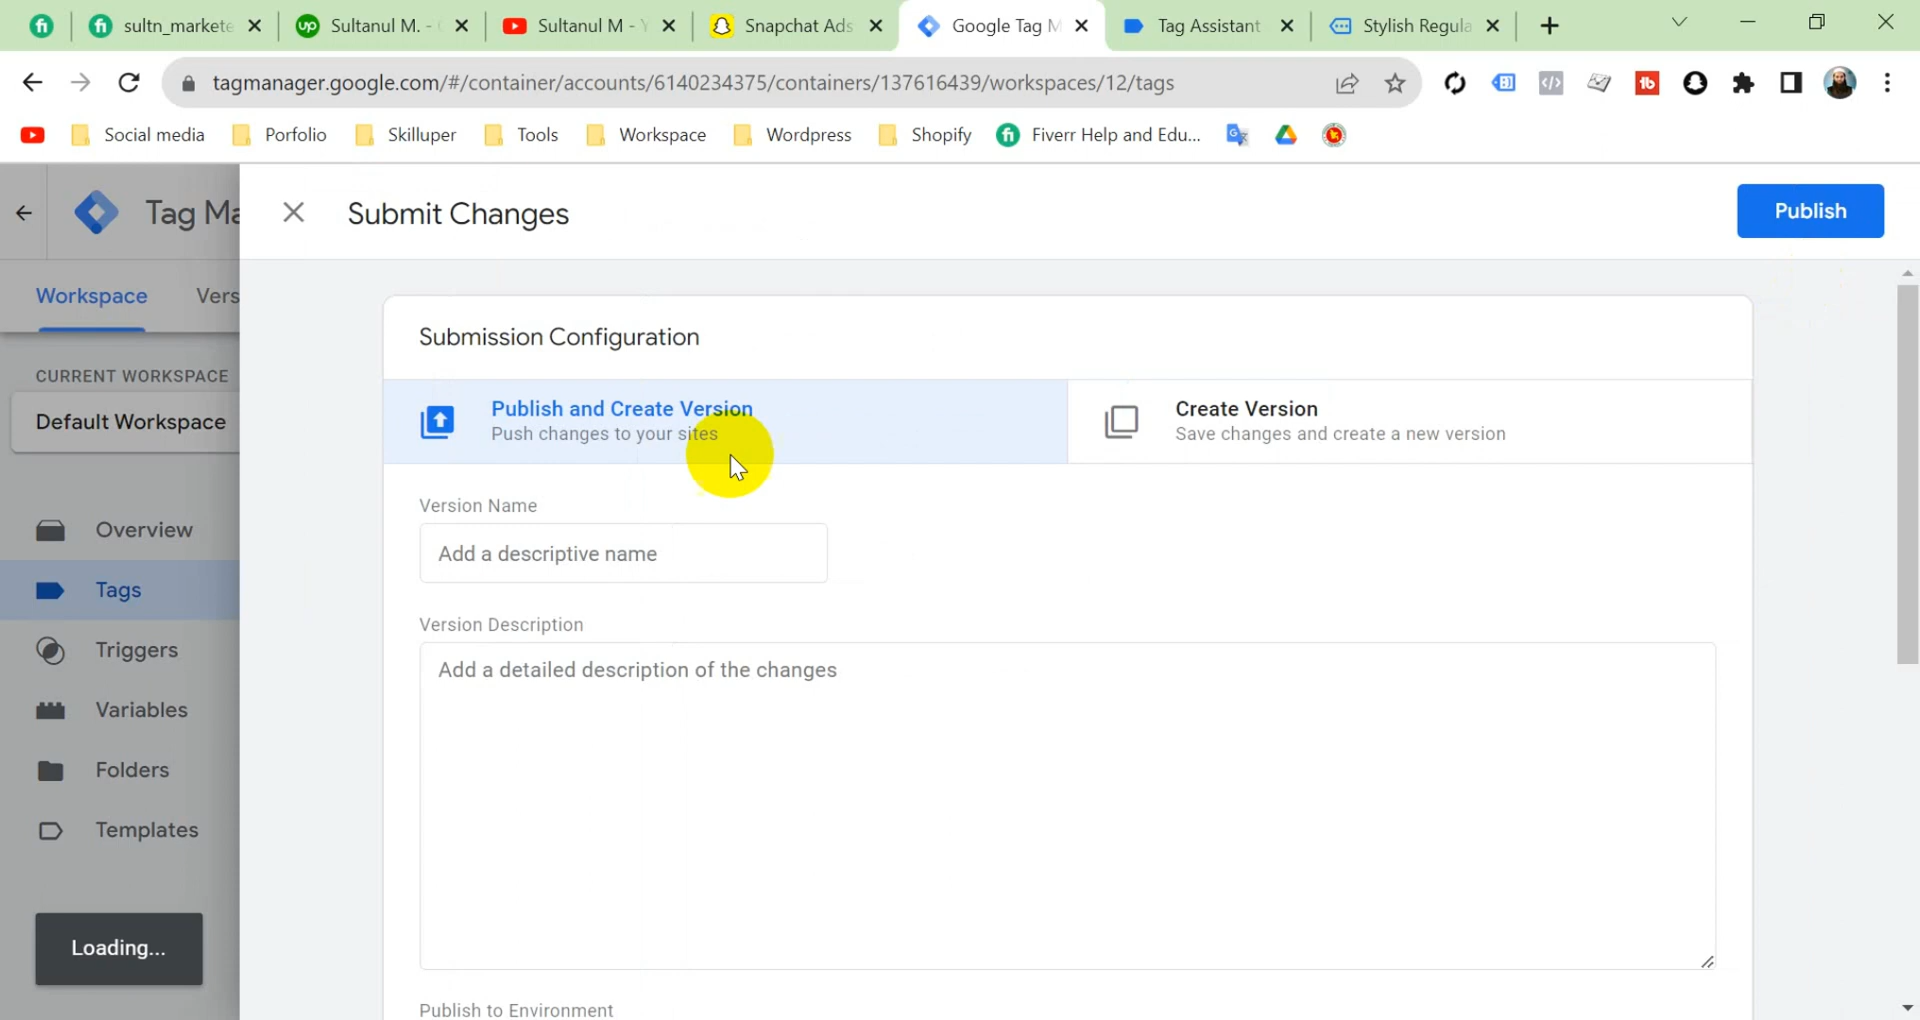 sultn_markete
Sultanul M. -
Sultanul M - Y
Snapchat Ads
Google Tag M
Tag Assistant
Stylish Regula
tagmanager.google.com/#/container/accounts/6140234375/containers/137616439/workspaces/12/tags
Social media
Porfolio
Skilluper
Tools
Workspace
Wordpress
Shopify
Fiverr Help and Edu...
Tag Ma
Submit Changes
Publish
Workspace
Vers
Submission Configuration
CURRENT WORKSPACE
Default Workspace
Publish and Create Version
Push changes to your sites
Create Version
Save changes and create a new version
Version Name
Add a descriptive name
Overview
Tags
Triggers
Variables
Folders
Templates
Version Description
Add a detailed description of the changes
Loading...
Publish to Environment